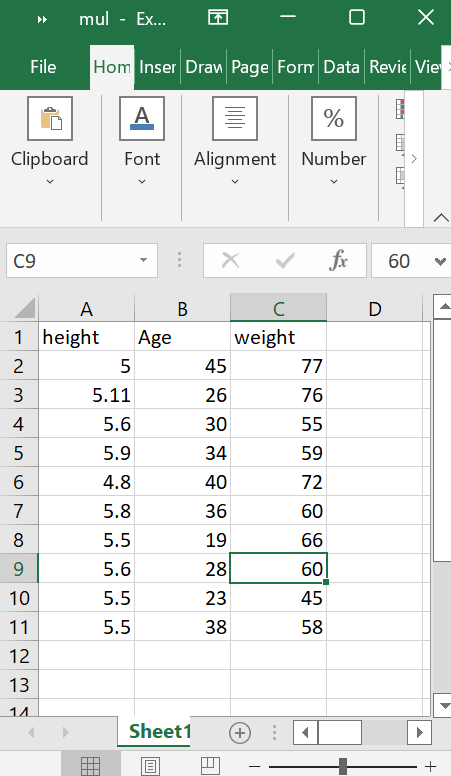 mul - Ex...
File Hom Inser Draw Page Form Data Revie Vie
Clipboard Font Alignment Number
C9 fx 60
A B C D
1 height Age weight
2 5 45 77
3 5.11 26 76
4 5.6 30 55
5 5.9 34 59
6 4.8 40 72
7 5.8 36 60
8 5.5 19 66
9 5.6 28 60
10 5.5 23 45
11 5.5 38 58
12
13
14
Sheet1